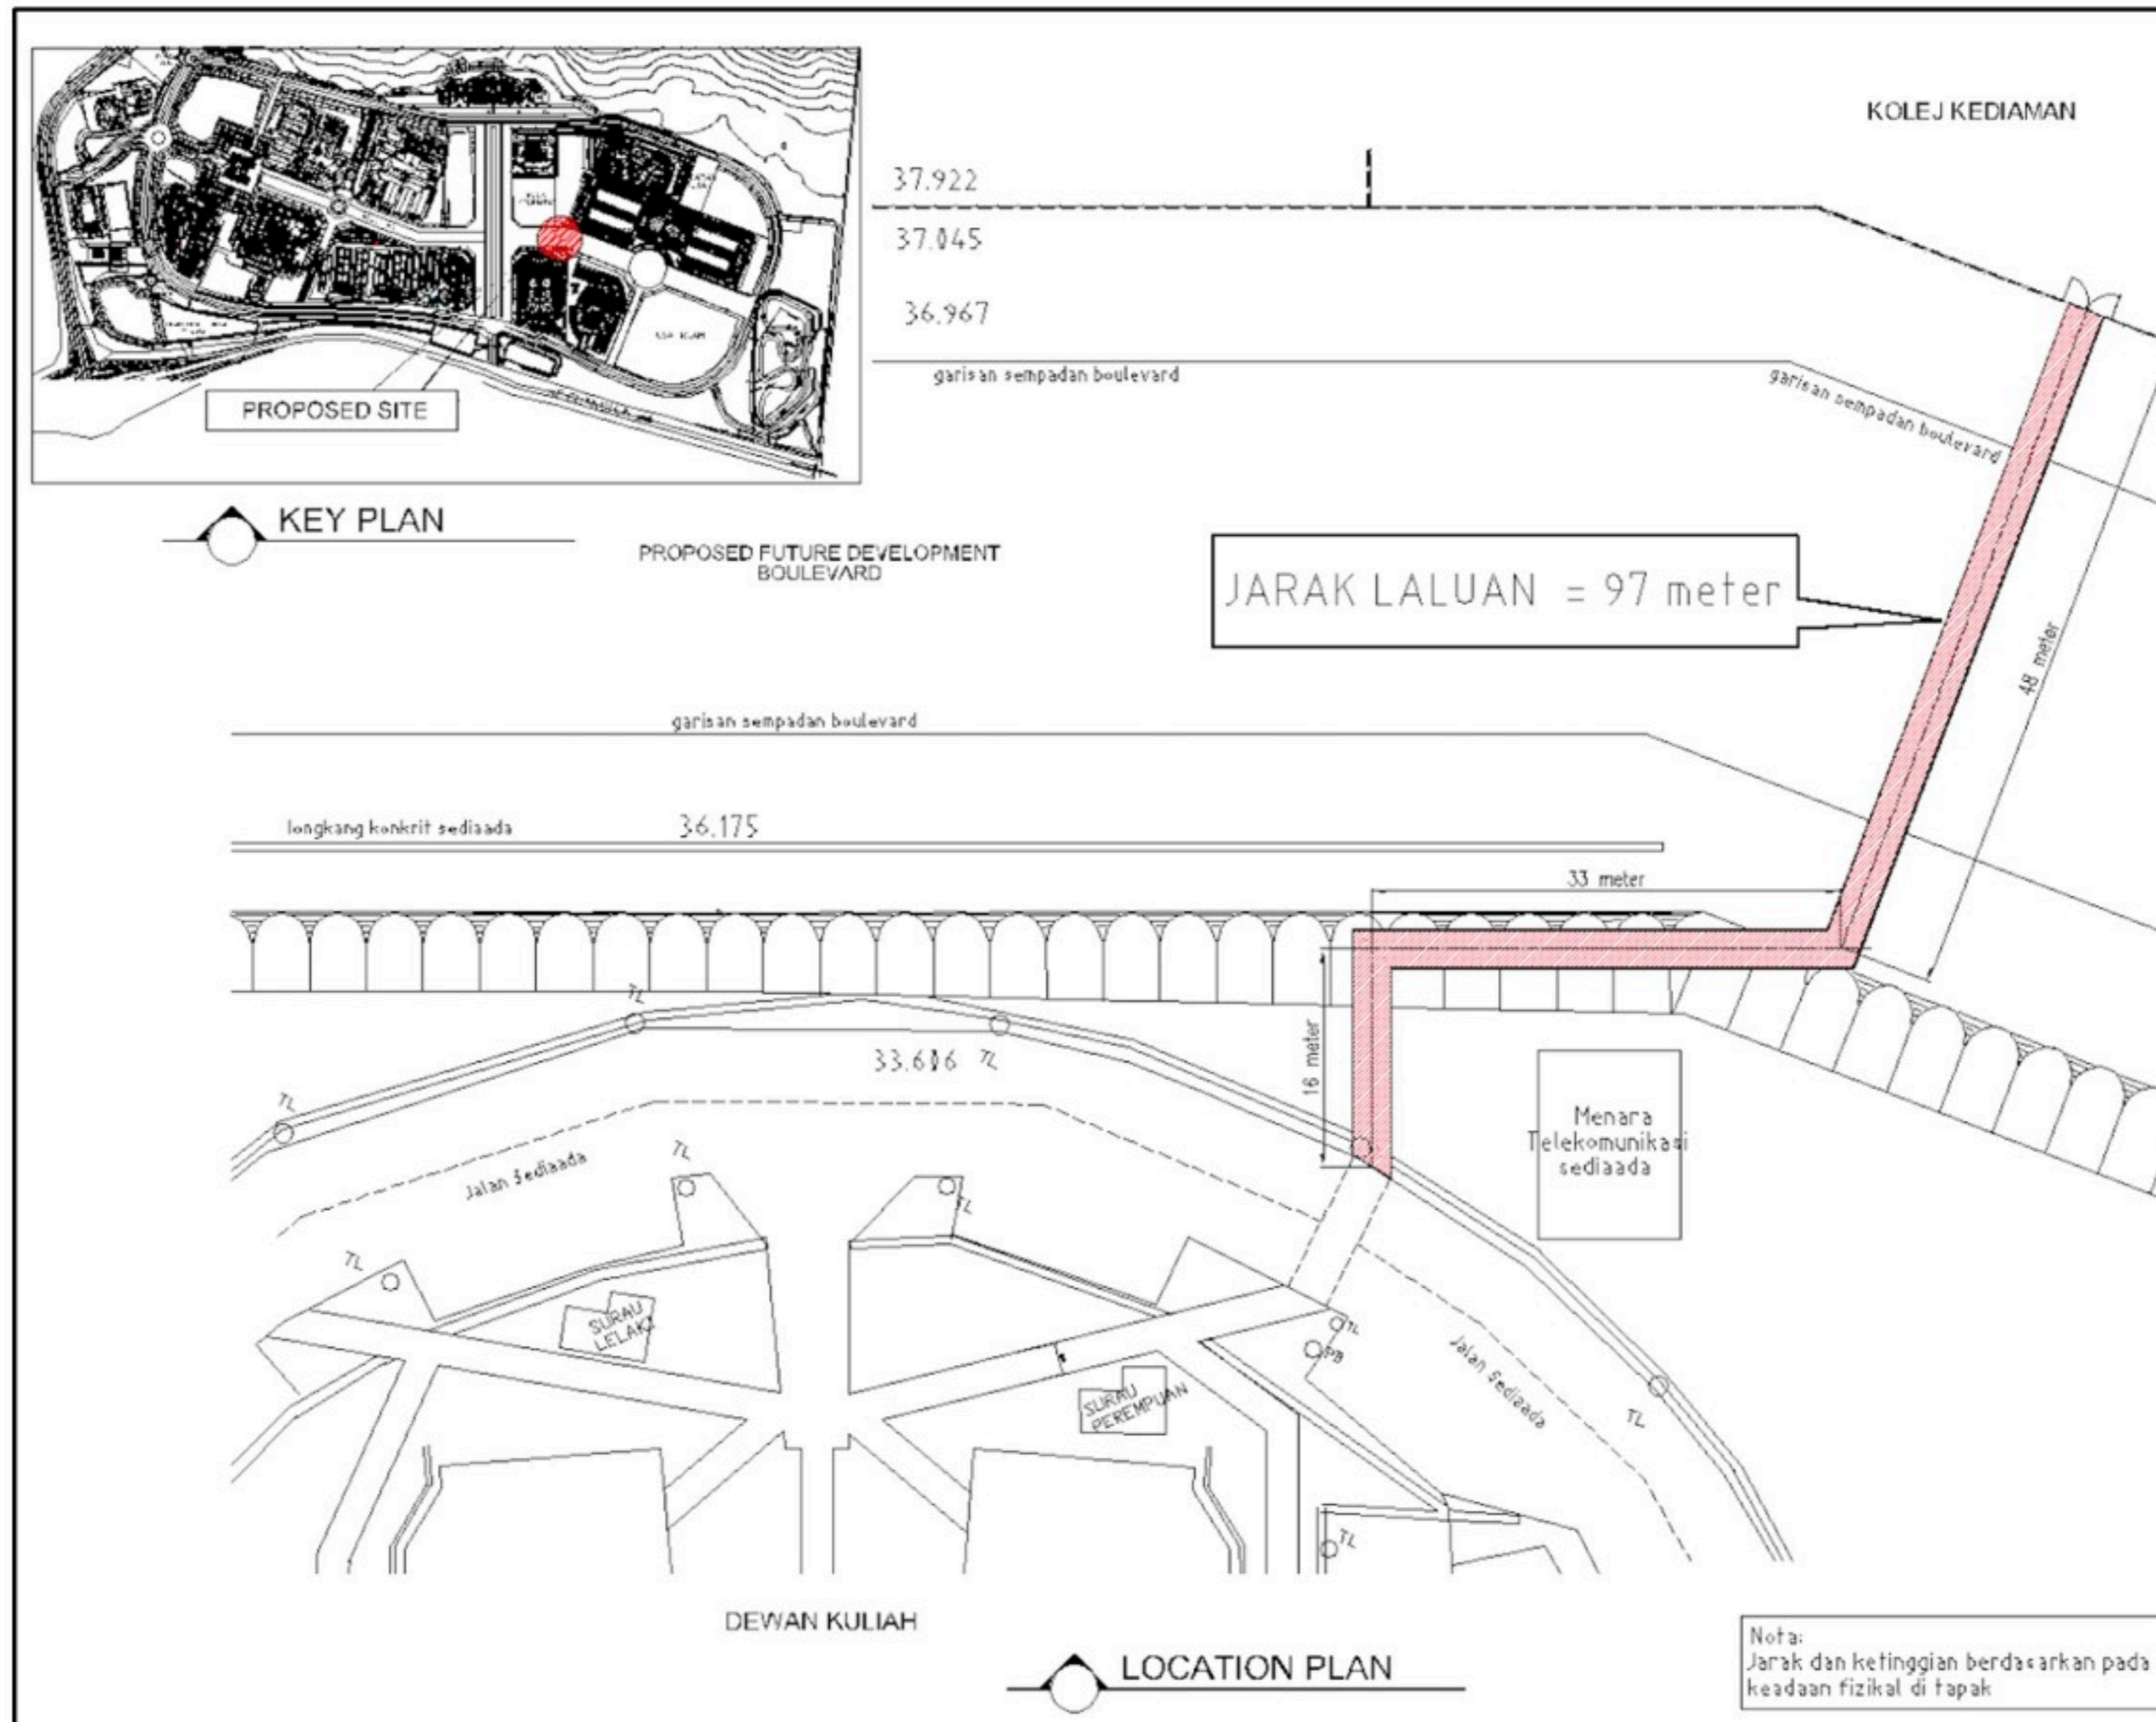 KOLEJ KEDIAMAN
37.922
37.045
36.967
garisan sempadan boulevard
garisan sempadan boulevard
PROPOSED SITE
KEY PLAN
PROPOSED FUTURE DEVELOPMENT
BOULEVARD
JARAK LALUAN = 97 meter
48 meter
garisan sempadan boulevard
longkang konkrit sediaada
36.175
33 meter
TL
33.606
TL
16 meter
TL
Menara
Telekomunikasi
sediaada
Jalan Sediaada
TL
TL
TL
SURAU
LELAKI
TL
PB
Jalan Sediaada
SURAU
PEREMPUAN
TL
TL
DEWAN KULIAH
LOCATION PLAN
Nota:
Jarak dan ketinggian berdasarkan pada
keadaan fizikal di tapak